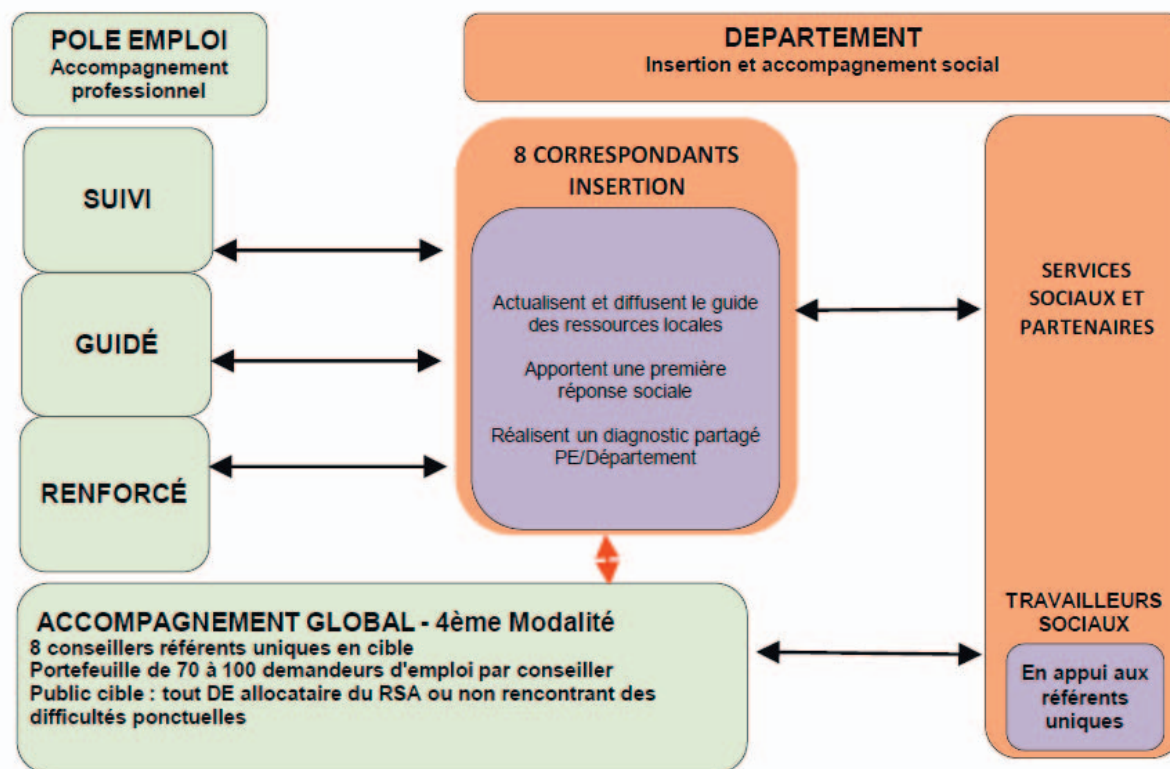 POLE EMPLOI
Accompagnement
professionnel
DEPARTEMENT
Insertion et accompagnement social
SUIVI
GUIDÉ
RENFORCÉ
8 CORRESPONDANTS
INSERTION
Actualisent et diffusent le guide
des ressources locales
Apportent une première
réponse sociale
Réalisent un diagnostic partagé
PE/Département
SERVICES
SOCIAUX ET
PARTENAIRES
ACCOMPAGNEMENT GLOBAL - 4ème Modalité
8 conseillers référents uniques en cible
Portefeuille de 70 à 100 demandeurs d'emploi par conseiller
Public cible : tout DE allocataire du RSA ou non rencontrant des
difficultés ponctuelles
TRAVAILLEURS
SOCIAUX
En appui aux
référents
uniques